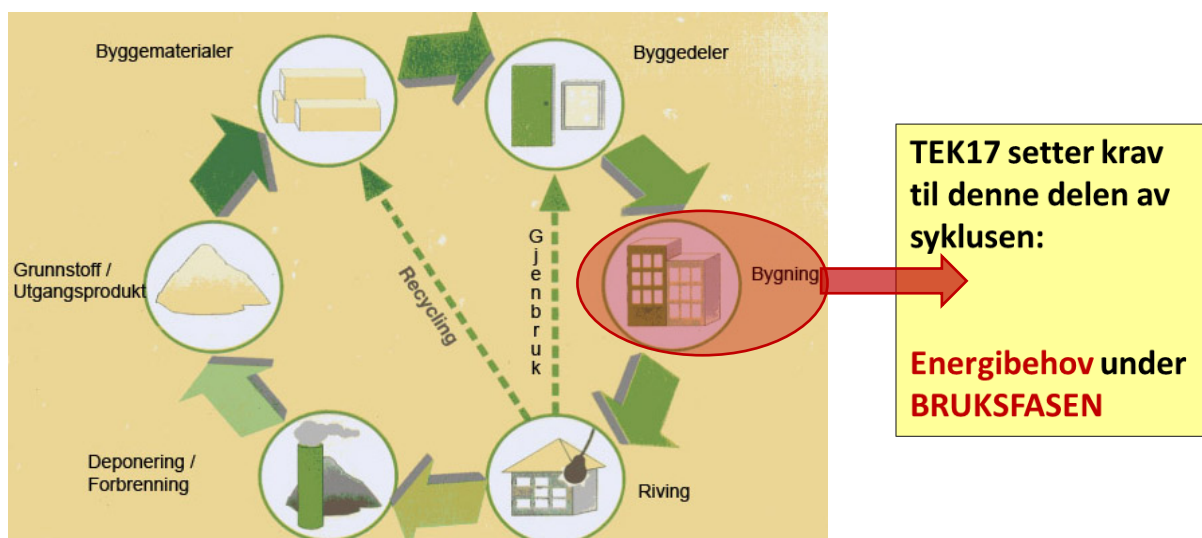 Byggematerialer
Byggedeler
Grunnstoff /
Utgangsprodukt
Recycling
Gjenbruk
Bygning
Deponering /
Forbrenning
Riving
TEK17 setter krav
til denne delen av
syklusen:
Energibehov under
BRUKSFASEN